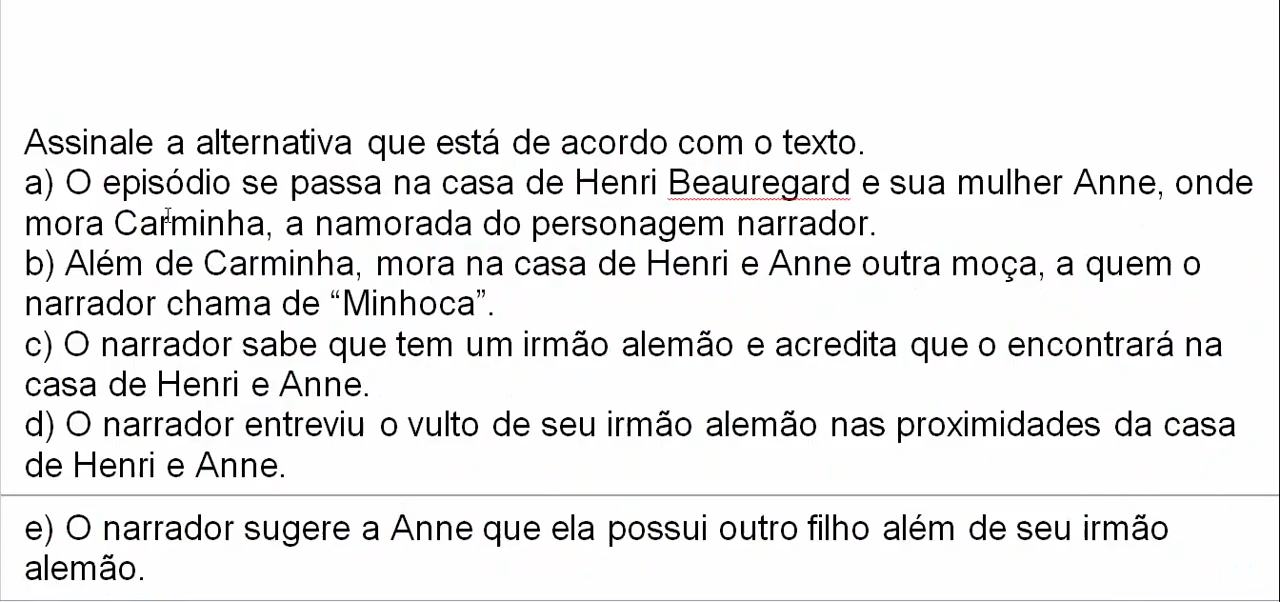 Assinale a alternativa que está de acordo com o texto.
a) O episódio se passa na casa de Henri Beauregard e sua mulher Anne, onde
mora Carminha, a namorada do personagem narrador.
b) Além de Carminha, mora na casa de Henri e Anne outra moça, a quem o
narrador chama de “Minhoca”.
c) O narrador sabe que tem um irmão alemão e acredita que o encontrará na
casa de Henri e Anne.
d) O narrador entreviu o vulto de seu irmão alemão nas proximidades da casa
de Henri e Anne.
e) O narrador sugere a Anne que ela possui outro filho além de seu irmão
alemão.